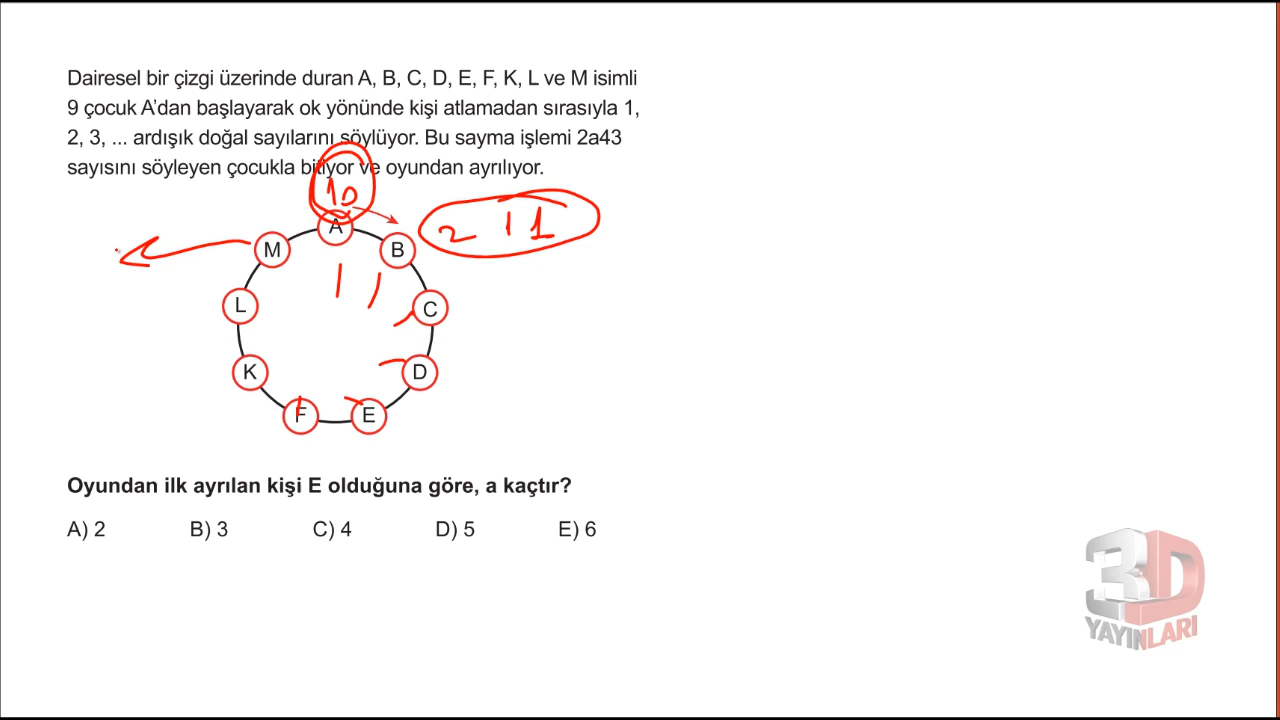 Dairesel bir çizgi üzerinde duran A, B, C, D, E, F, K, L ve M isimli
9 çocuk A'dan başlayarak ok yönünde kişi atlamadan sırasıyla 1,
2, 3, ... ardışık doğal sayılarını söylüyor. Bu sayma işlemi 2a43
sayısını söyleyen çocukla bitiyor ve oyundan ayrılıyor.
10
A
2 11
M
B
L
C
K
D
F
E
Oyundan ilk ayrılan kişi E olduğuna göre, a kaçtır?
A) 2 B) 3 C) 4 D) 5 E) 6
3D
YAYINLARI